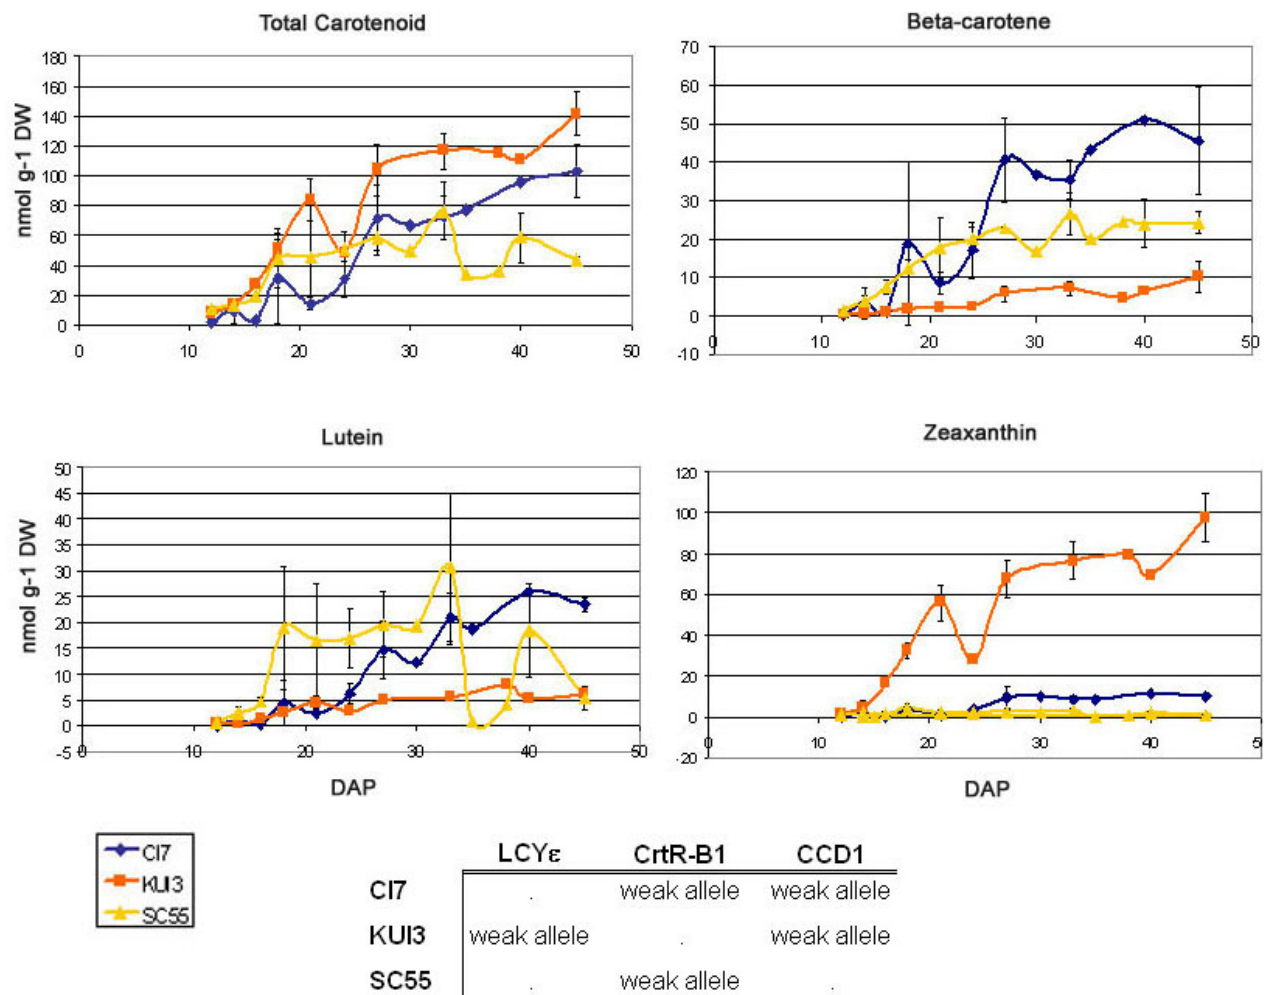 Total Carotenoid
nmol g-1 DW
180
160
140
120
100
80
60
40
20
0
0 10 20 30 40 50
Beta-carotene
70
60
50
40
30
20
10
0
-10
0 10 20 30 40 50
Lutein
nmol g-1 DW
50
45
40
35
30
25
20
15
10
5
0
-5
0 10 20 30 40 50
DAP
Zeaxanthin
120
100
80
60
40
20
0
-20
0 10 20 30 40 50
DAP
CI7
KUI3
SC55
LCYε CrtR-B1 CCD1
CI7 . weak allele weak allele
KUI3 weak allele . weak allele
SC55 . weak allele .